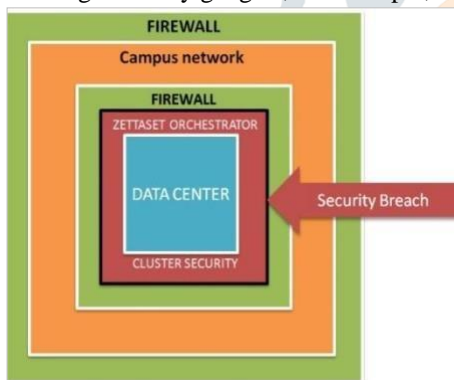 FIREWALL
Campus network
FIREWALL
ZETTASET ORCHESTRATOR
DATA CENTER
Security Breach
CLUSTER SECURITY